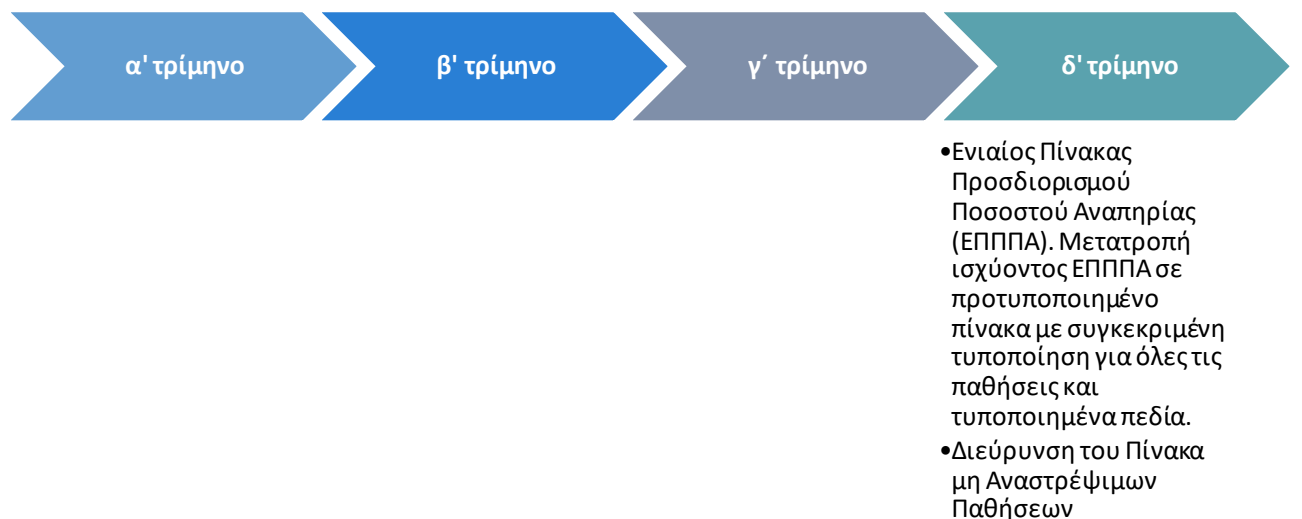 α' τρίμηνο
β' τρίμηνο
γ΄ τρίμηνο
δ' τρίμηνο
•Ενιαίος Πίνακας
Προσδιορισμού
Ποσοστού Αναπηρίας
(ΕΠΠΠΑ). Μετατροπή
ισχύοντος ΕΠΠΠΑ σε
προτυποποιημένο
πίνακα με συγκεκριμένη
τυποποίηση για όλες τις
παθήσεις και
τυποποιημένα πεδία.
•Διεύρυνση του Πίνακα
μη Αναστρέψιμων
Παθήσεων